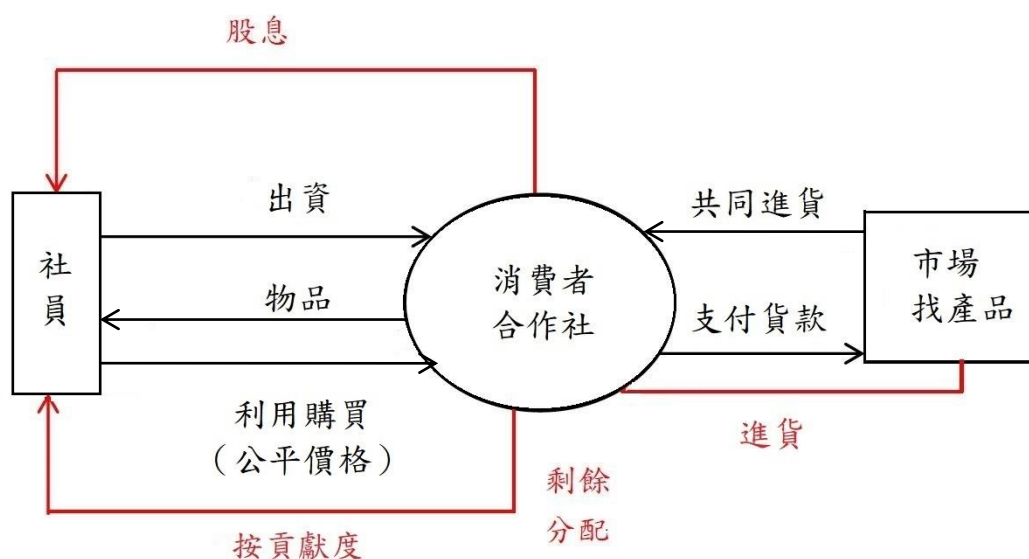 股息
出資
共同進貨
社
員
物品
消費者
合作社
市場
找產品
支付貨款
利用購買
（公平價格）
進貨
剩餘
分配
按貢獻度